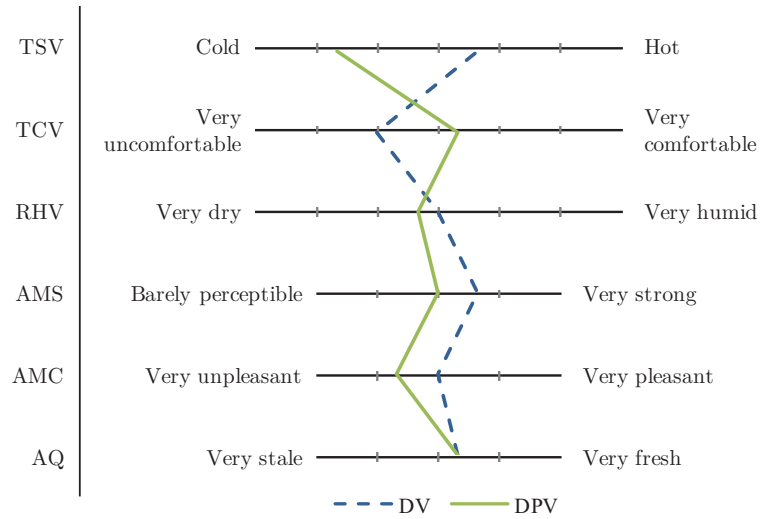 TSV Cold Hot
TCV Very uncomfortable Very comfortable
RHV Very dry Very humid
AMS Barely perceptible Very strong
AMC Very unpleasant Very pleasant
AQ Very stale Very fresh
DV DPV